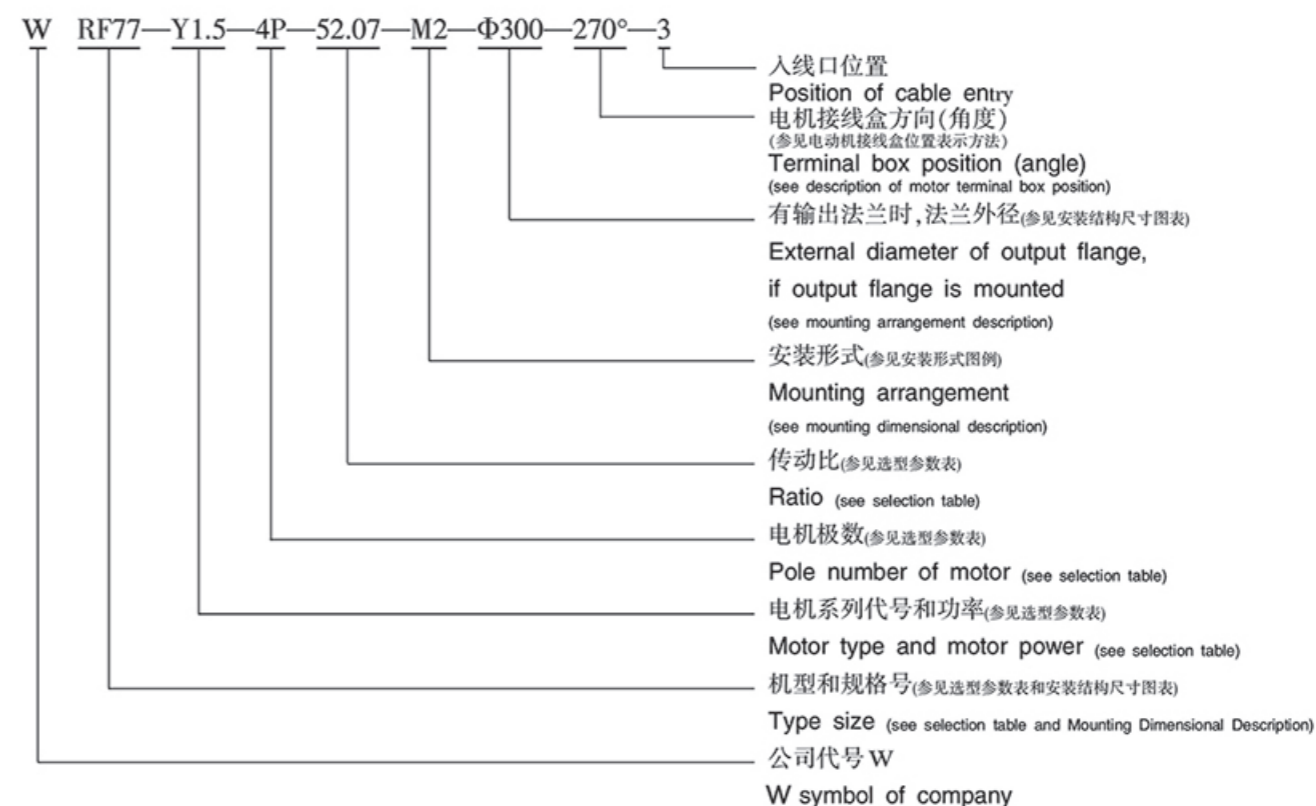 W RF77—Y1.5—4P—52.07—M2—Φ300—270°—3
入线口位置
Position of cable entry
电机接线盒方向(角度)
(参见电动机接线盒位置表示方法)
Terminal box position (angle)
(see description of motor terminal box position)
有输出法兰时,法兰外径(参见安装结构尺寸图表)
External diameter of output flange,
if output flange is mounted
(see mounting arrangement description)
安装形式(参见安装形式图例)
Mounting arrangement
(see mounting dimensional description)
传动比(参见选型参数表)
Ratio (see selection table)
电机极数(参见选型参数表)
Pole number of motor (see selection table)
电机系列代号和功率(参见选型参数表)
Motor type and motor power (see selection table)
机型和规格号(参见选型参数表和安装结构尺寸图表)
Type size (see selection table and Mounting Dimensional Description)
公司代号W
W symbol of company